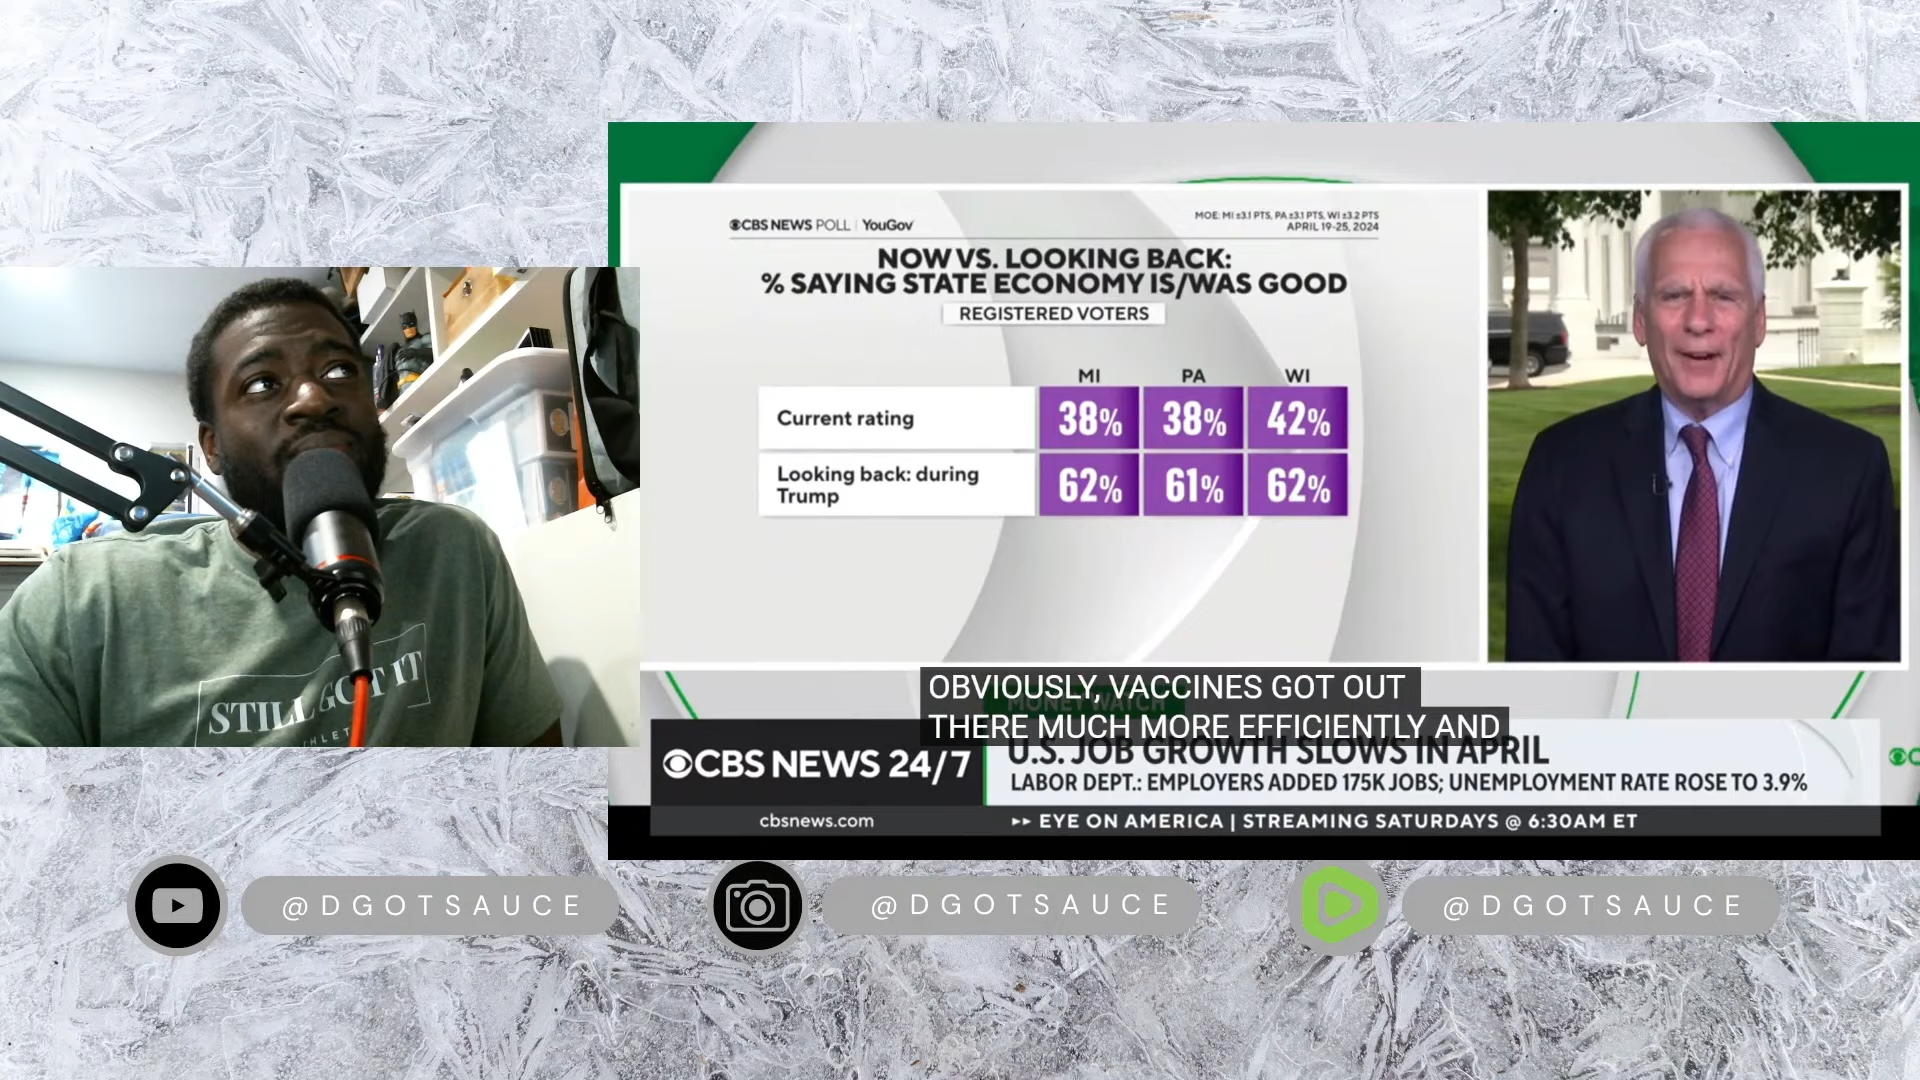 CBS NEWS POLL | YouGov
MOE: MI ±3.1 PTS, PA ±3.1 PTS, WI ±3.2 PTS
APRIL 19-25, 2024
NOW VS. LOOKING BACK:
% SAYING STATE ECONOMY IS/WAS GOOD
REGISTERED VOTERS
MI PA WI
Current rating 38% 38% 42%
Looking back: during
Trump 62% 61% 62%
STILL GOT IT
OBVIOUSLY, VACCINES GOT OUT
MONEY WATCH
THERE MUCH MORE EFFICIENTLY AND
CBS NEWS 24/7
U.S. JOB GROWTH SLOWS IN APRIL
LABOR DEPT.: EMPLOYERS ADDED 175K JOBS; UNEMPLOYMENT RATE ROSE TO 3.9%
cbsnews.com
EYE ON AMERICA | STREAMING SATURDAYS @ 6:30AM ET
@DGOTSAUCE
@DGOTSAUCE
@DGOTSAUCE